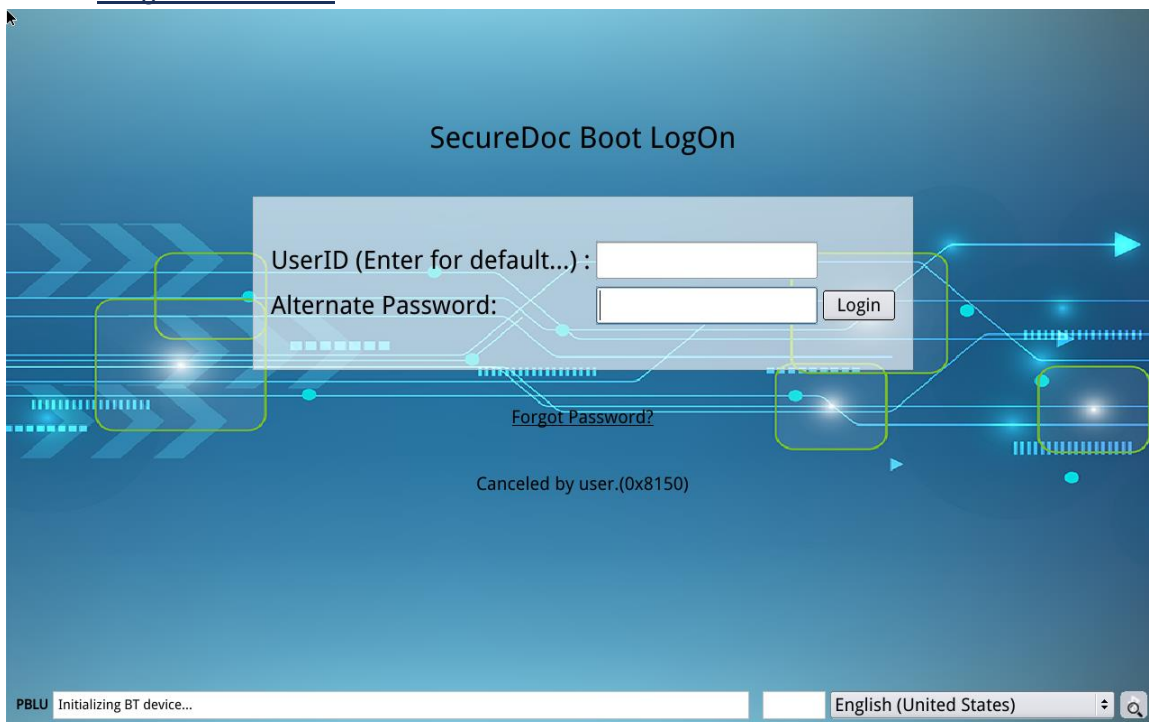 SecureDoc Boot LogOn
UserID (Enter for default...) :
Alternate Password:
Login
Forgot Password?
Canceled by user.(0x8150)
PBLU Initializing BT device...
English (United States)